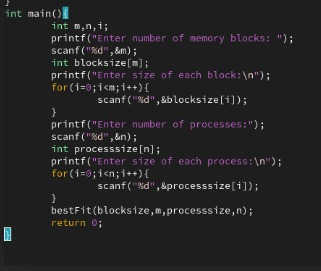 }
int main(){
int m,n,i;
printf("Enter number of memory blocks: ");
scanf("%d",&m);
int blocksize[m];
printf("Enter size of each block:\n");
for(i=0;i<m;i++){
scanf("%d",&blocksize[i]);
}
printf("Enter number of processes:");
scanf("%d",&n);
int processsize[n];
printf("Enter size of each process:\n");
for(i=0;i<n;i++){
scanf("%d",&processsize[i]);
}
bestFit(blocksize,m,processsize,n);
return 0;
}